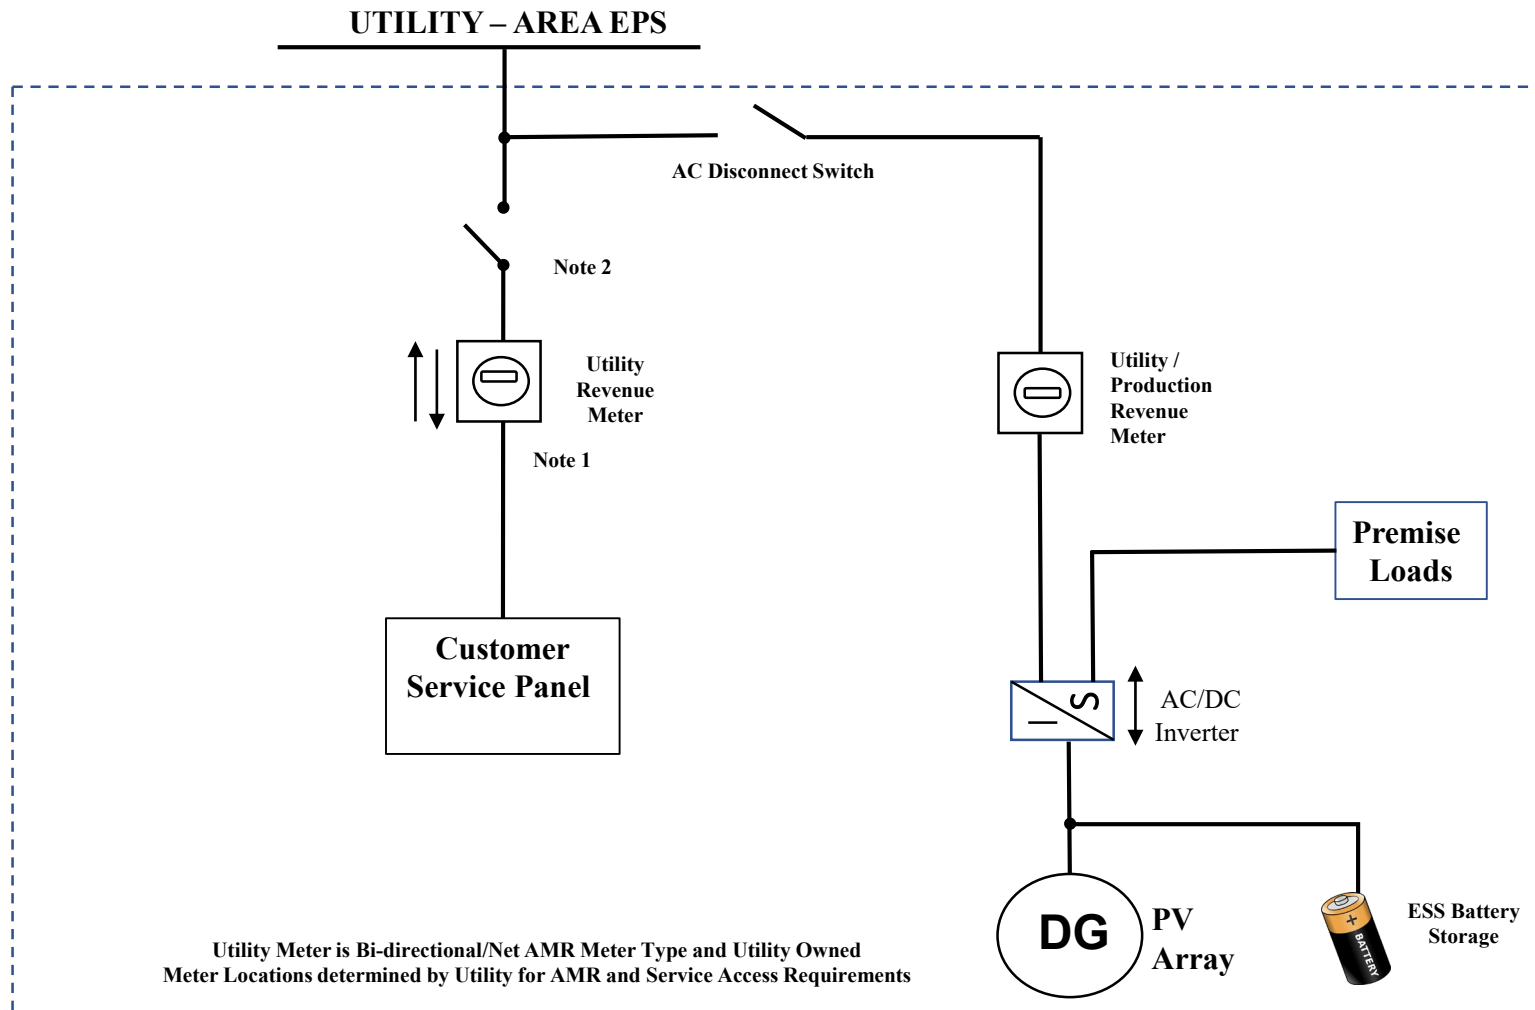 UTILITY – AREA EPS
AC Disconnect Switch
Note 2
Utility
Revenue
Meter
Utility /
Production
Revenue
Meter
Note 1
Premise
Loads
Customer
Service Panel
I
S
AC/DC
Inverter
DG
PV
Array
+
BATTERY
ESS Battery
Storage
Utility Meter is Bi-directional/Net AMR Meter Type and Utility Owned
Meter Locations determined by Utility for AMR and Service Access Requirements